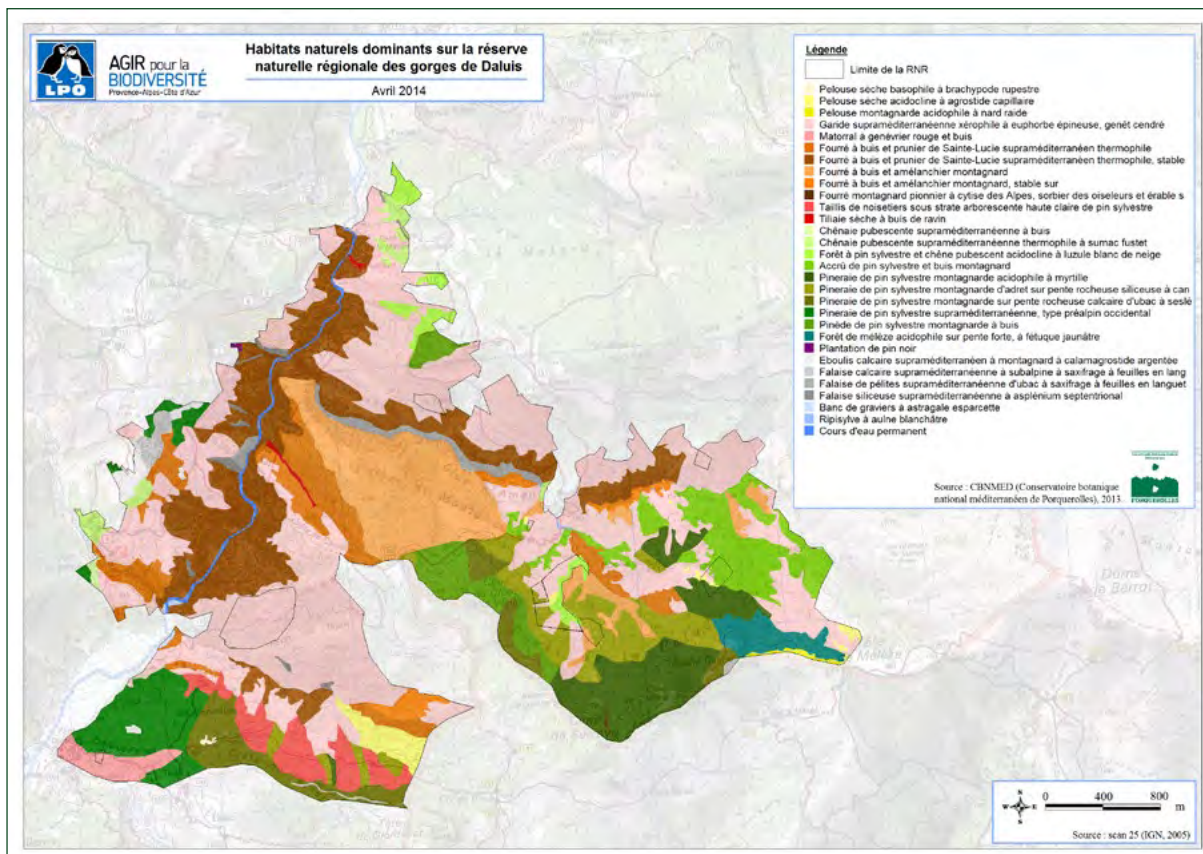 LPO
AGIR pour la
BIODIVERSITÉ
Provence-Alpes-Côte d'Azur
Habitats naturels dominants sur la réserve
naturelle régionale des gorges de Daluis
Avril 2014
Légende
Limite de la RNR
Pelouse sèche basophile à brachypode rupestre
Pelouse sèche acidocline à agrostide capillaire
Pelouse montagnarde acidophile à nard raide
Garide supraméditerranéenne xérophile à euphorbe épineuse, genêt cendré
Matorral à genévrier rouge et buis
Fourré à buis et prunier de Sainte-Lucie supraméditerranéen thermophile
Fourré à buis et prunier de Sainte-Lucie supraméditerranéen thermophile, stable
Fourré à buis et amélanchier montagnard
Fourré à buis et amélanchier montagnard, stable sur
Fourré montagnard pionnier à cytise des Alpes, sorbier des oiseleurs et érable s
Taillis de noisetiers sous strate arborescente haute claire de pin sylvestre
Tiliaie sèche à buis de ravin
Chênaie pubescente supraméditerranéenne à buis
Chênaie pubescente supraméditerranéenne thermophile à sumac fustet
Forêt à pin sylvestre et chêne pubescent acidocline à luzule blanc de neige
Accrû de pin sylvestre et buis montagnard
Pineraie de pin sylvestre montagnarde acidophile à myrtille
Pineraie de pin sylvestre montagnarde d'adret sur pente rocheuse siliceuse à can
Pineraie de pin sylvestre montagnarde sur pente rocheuse calcaire d'ubac à seslé
Pineraie de pin sylvestre supraméditerranéenne, type préalpin occidental
Pinède de pin sylvestre montagnarde à buis
Forêt de mélèze acidophile sur pente forte, à fétuque jaunâtre
Plantation de pin noir
Eboulis calcaire supraméditerranéen à montagnard à calamagrostide argentée
Falaise calcaire supraméditerranéenne à subalpine à saxifrage à feuilles en lang
Falaise de pélites supraméditerranéenne d'ubac à saxifrage à feuilles en languet
Falaise siliceuse supraméditerranéenne à asplénium septentrional
Banc de graviers à astragale esparcette
Ripisylve à aulne blanchâtre
Cours d'eau permanent
Source : CBNMED (Conservatoire botanique
national méditerranéen de Porquerolles), 2013
PORQUEROLLES
Dôme
de Barrot
Mélèze
N
W E
S
0 400 800
m
Source : scan 25 (IGN, 2005)